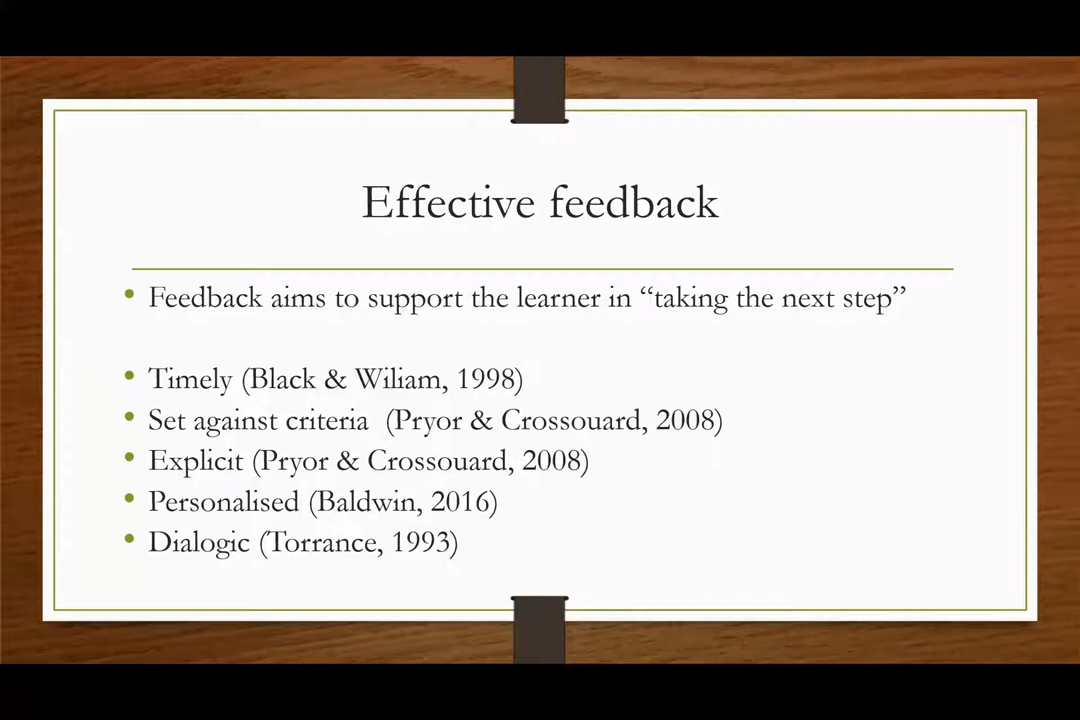 Effective feedback
• Feedback aims to support the learner in “taking the next step”
• Timely (Black & Wiliam, 1998)
• Set against criteria  (Pryor & Crossouard, 2008)
• Explicit (Pryor & Crossouard, 2008)
• Personalised (Baldwin, 2016)
• Dialogic (Torrance, 1993)